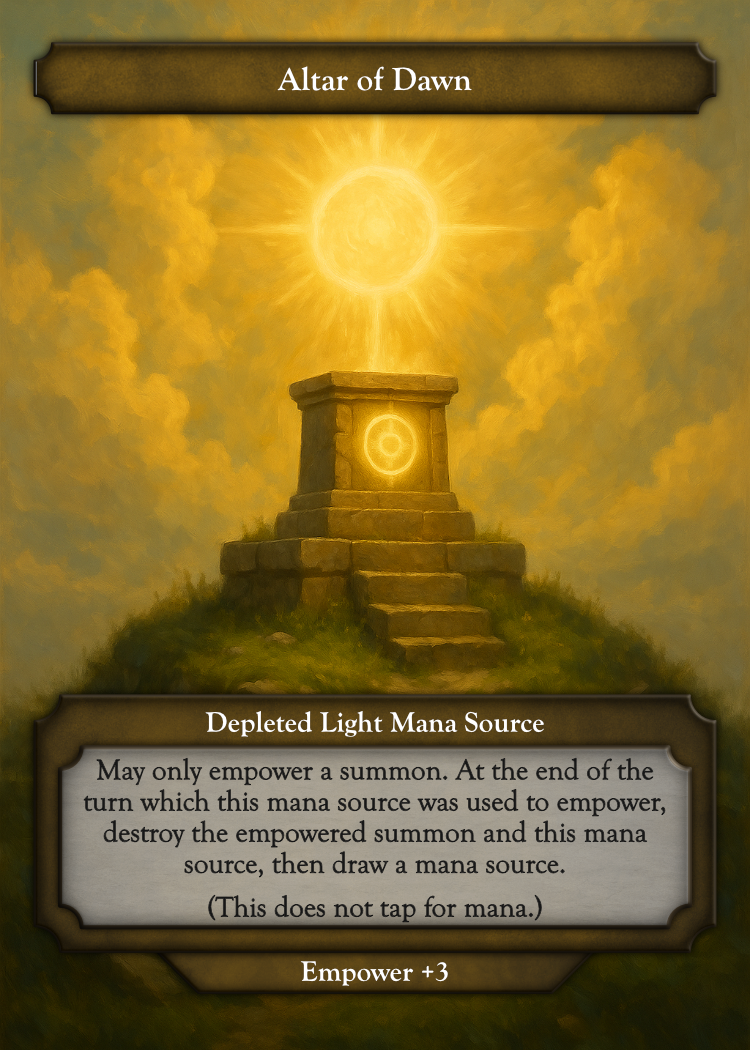 Altar of Dawn
Depleted Light Mana Source
May only empower a summon. At the end of the
turn which this mana source was used to empower,
destroy the empowered summon and this mana
source, then draw a mana source.
(This does not tap for mana.)
Empower +3